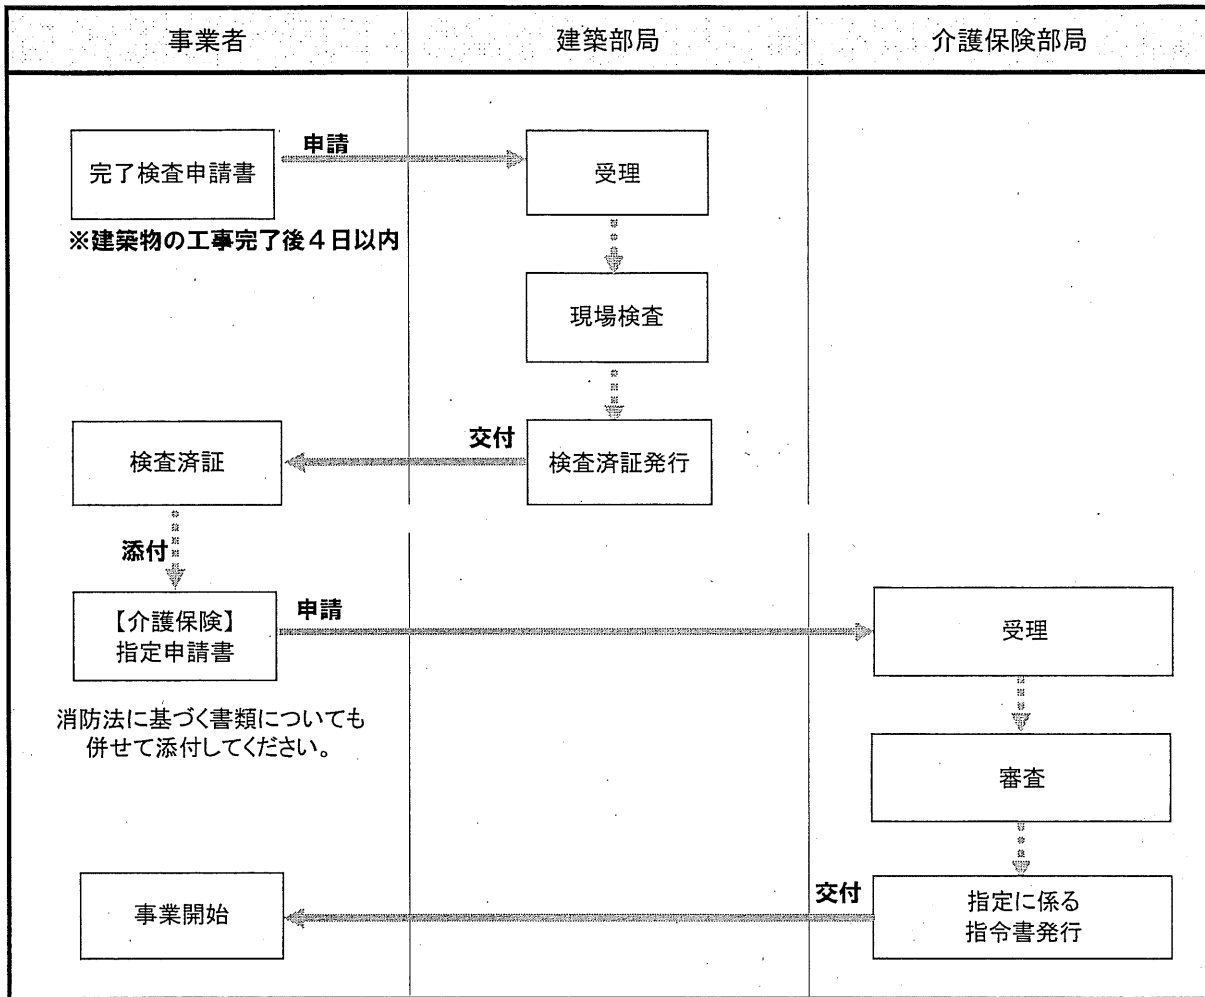 事業者
建築部局
介護保険部局
完了検査申請書
申請
受理
※建築物の工事完了後４日以内
現場検査
検査済証
交付
検査済証発行
添付
【介護保険】
指定申請書
申請
受理
消防法に基づく書類についても
併せて添付してください。
審査
事業開始
交付
指定に係る
指令書発行